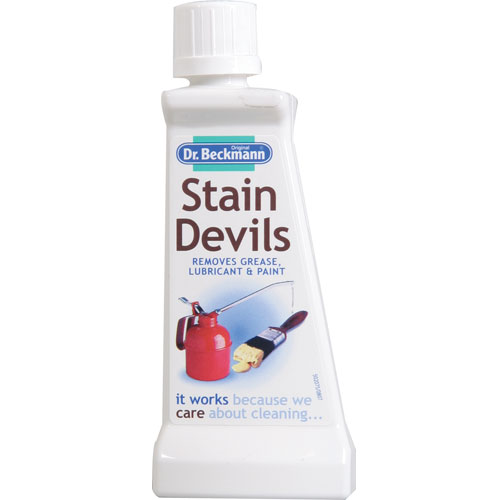 Original
Dr. Beckmann
Stain
Devils
REMOVES GREASE,
LUBRICANT & PAINT
it works because we
care about cleaning...